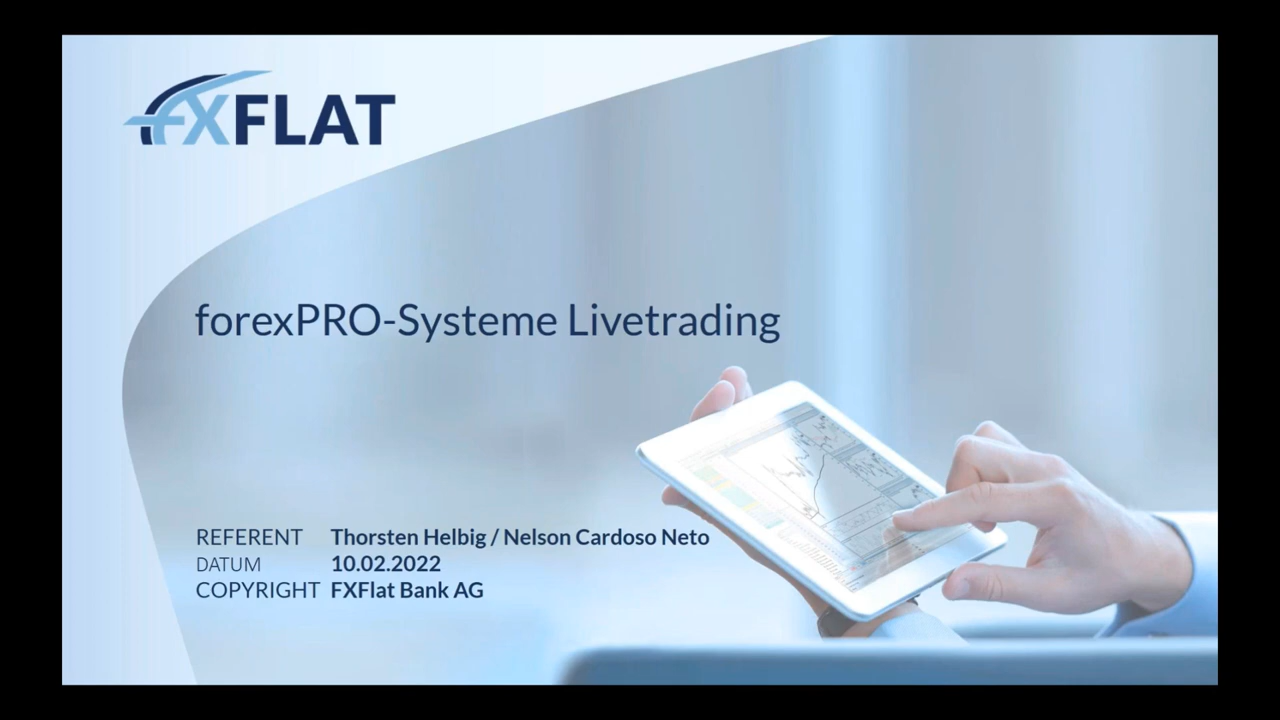 FXFLAT
forexPRO-Systeme Livetrading
REFERENT Thorsten Helbig / Nelson Cardoso Neto
DATUM 10.02.2022
COPYRIGHT FXFlat Bank AG